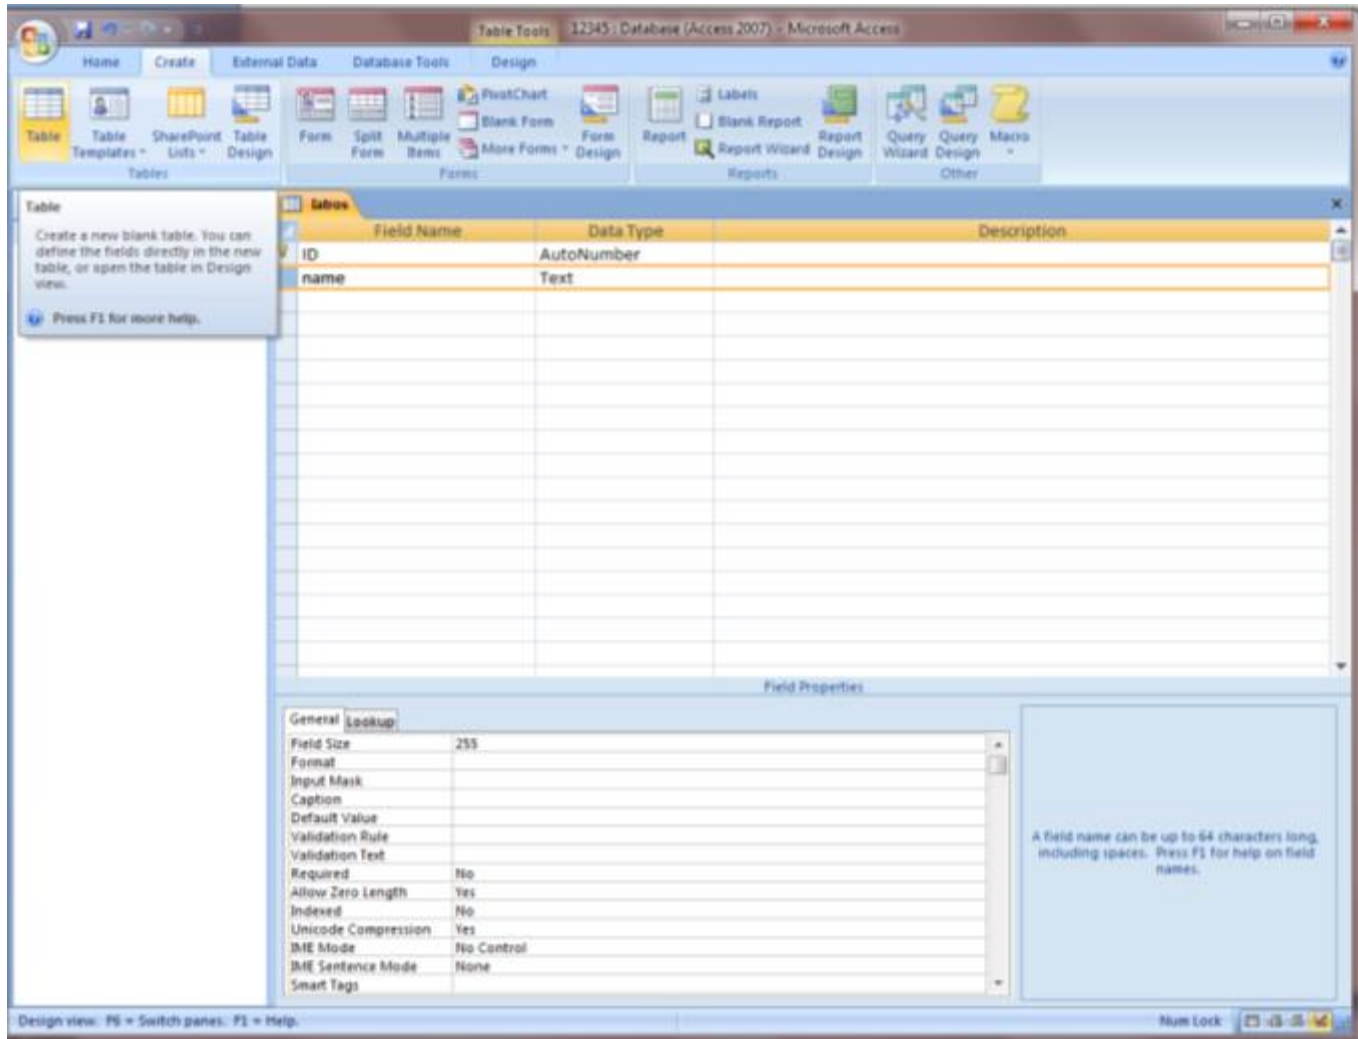 Table Tools 12345 : Database (Access 2007) - Microsoft Access
Home Create External Data Database Tools Design
Table
Table Templates
SharePoint Lists
Table Design
Tables
Form
Split Form
Multiple Items
PivotChart
Blank Form
More Forms
Form Design
Forms
Report
Labels
Blank Report
Report Wizard
Report Design
Reports
Query Wizard
Query Design
Macro
Other
Table
Create a new blank table. You can
define the fields directly in the new
table, or open the table in Design
view.
Press F1 for more help.
Iatros
Field Name Data Type Description
ID AutoNumber
name Text
Field Properties
General Lookup
Field Size 255
Format
Input Mask
Caption
Default Value
Validation Rule
Validation Text
Required No
Allow Zero Length Yes
Indexed No
Unicode Compression Yes
IME Mode No Control
IME Sentence Mode None
Smart Tags
A field name can be up to 64 characters long,
including spaces. Press F1 for help on field
names.
Design view. F6 = Switch panes. F1 = Help. Num Lock